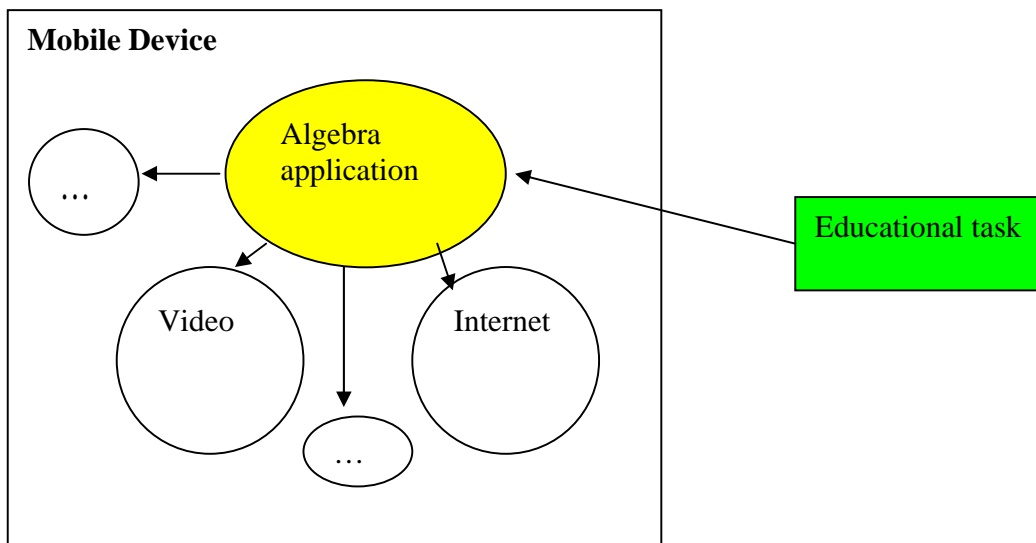 Mobile Device
Algebra
application
...
Educational task
Video
Internet
...